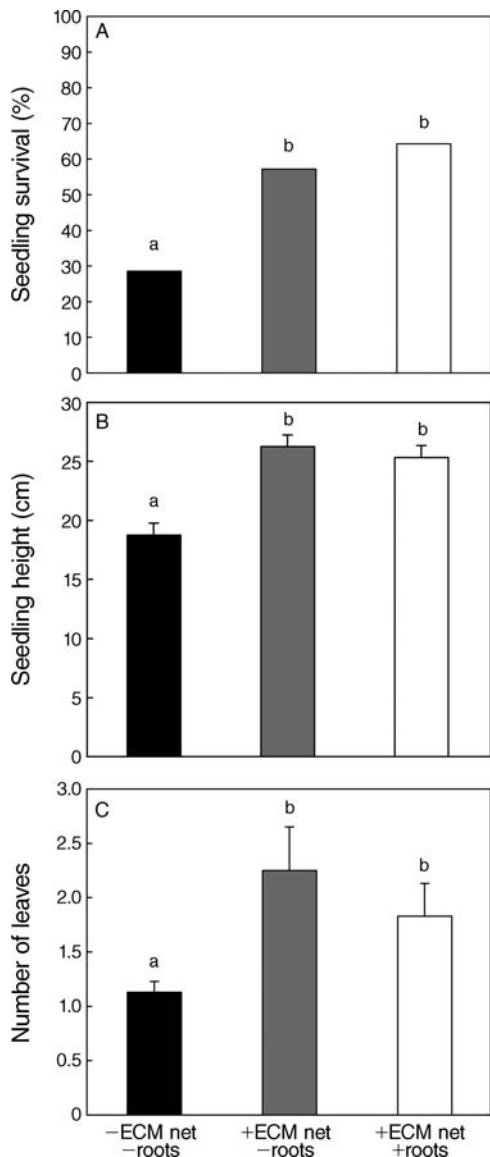 100
A
90
80
b
70
b
60
50
a
40
30
20
10
0
Seedling survival (%)
30
B
b
b
25
a
20
15
10
5
0
Seedling height (cm)
3.0
C
b
2.5
b
2.0
a
1.5
1.0
0.5
0
Number of leaves
−ECM net +ECM net +ECM net
−roots −roots +roots